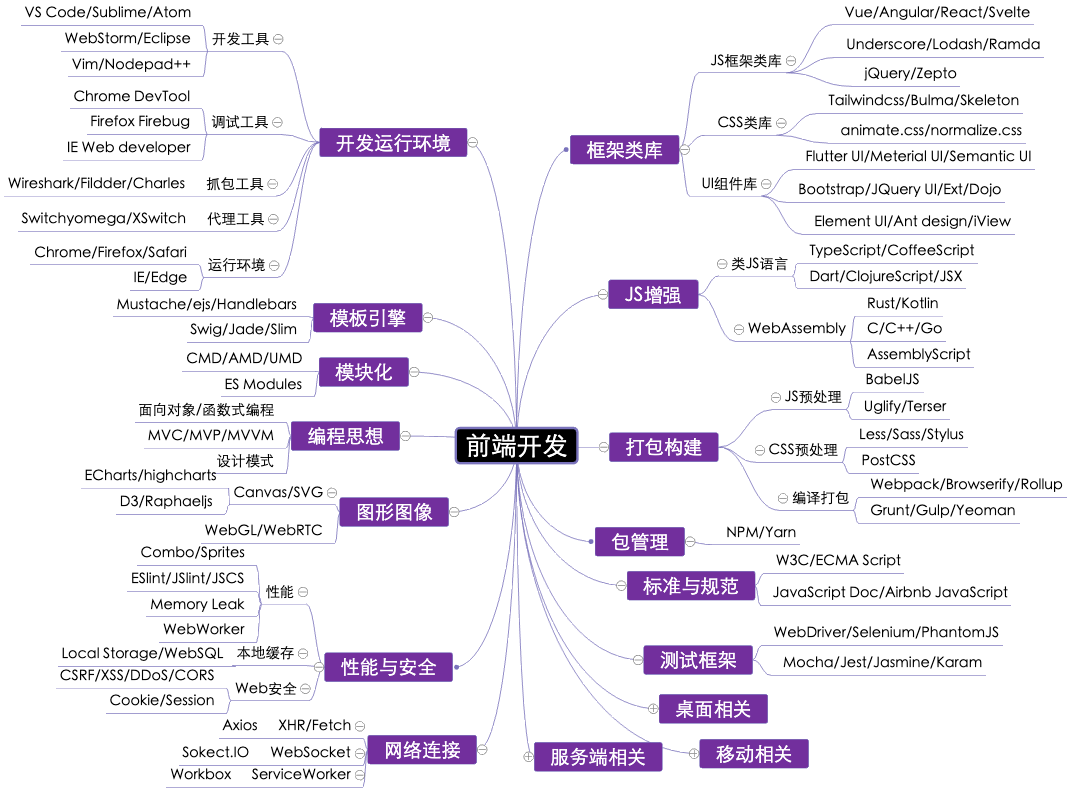 前端开发
开发运行环境
开发工具
VS Code/Sublime/Atom
WebStorm/Eclipse
Vim/Nodepad++
调试工具
Chrome DevTool
Firefox Firebug
IE Web developer
抓包工具
Wireshark/Fildder/Charles
代理工具
Switchyomega/XSwitch
运行环境
Chrome/Firefox/Safari
IE/Edge
模板引擎
Mustache/ejs/Handlebars
Swig/Jade/Slim
模块化
CMD/AMD/UMD
ES Modules
编程思想
面向对象/函数式编程
MVC/MVP/MVVM
设计模式
图形图像
Canvas/SVG
ECharts/highcharts
D3/Raphaeljs
WebGL/WebRTC
性能与安全
性能
Combo/Sprites
ESlint/JSlint/JSCS
Memory Leak
WebWorker
本地缓存
Local Storage/WebSQL
Web安全
CSRF/XSS/DDoS/CORS
Cookie/Session
网络连接
XHR/Fetch
Axios
WebSocket
Sokect.IO
ServiceWorker
Workbox
框架类库
JS框架类库
Vue/Angular/React/Svelte
Underscore/Lodash/Ramda
jQuery/Zepto
CSS类库
Tailwindcss/Bulma/Skeleton
animate.css/normalize.css
UI组件库
Flutter UI/Meterial UI/Semantic UI
Bootstrap/JQuery UI/Ext/Dojo
Element UI/Ant design/iView
JS增强
类JS语言
TypeScript/CoffeeScript
Dart/ClojureScript/JSX
WebAssembly
Rust/Kotlin
C/C++/Go
AssemblyScript
打包构建
JS预处理
BabelJS
Uglify/Terser
CSS预处理
Less/Sass/Stylus
PostCSS
编译打包
Webpack/Browserify/Rollup
Grunt/Gulp/Yeoman
包管理
NPM/Yarn
标准与规范
W3C/ECMA Script
JavaScript Doc/Airbnb JavaScript
测试框架
WebDriver/Selenium/PhantomJS
Mocha/Jest/Jasmine/Karam
桌面相关
移动相关
服务端相关